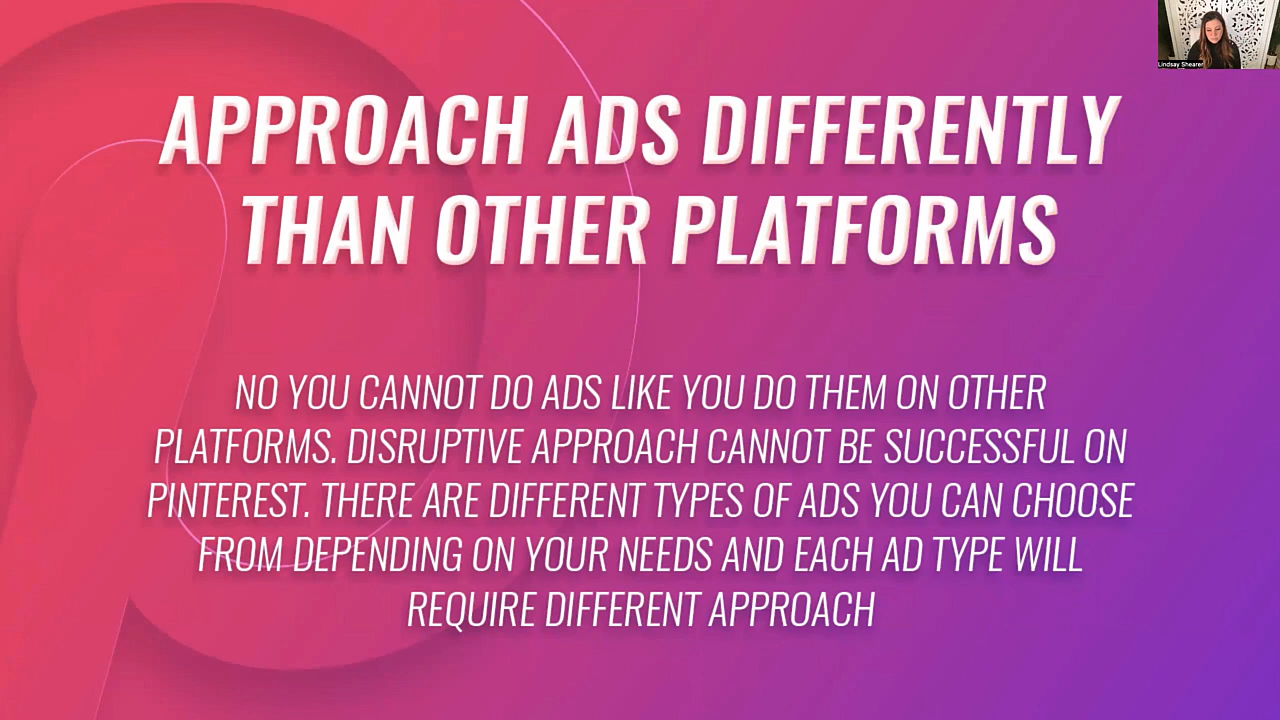 Lindsay Shearer
APPROACH ADS DIFFERENTLY
THAN OTHER PLATFORMS
NO YOU CANNOT DO ADS LIKE YOU DO THEM ON OTHER
PLATFORMS. DISRUPTIVE APPROACH CANNOT BE SUCCESSFUL ON
PINTEREST. THERE ARE DIFFERENT TYPES OF ADS YOU CAN CHOOSE
FROM DEPENDING ON YOUR NEEDS AND EACH AD TYPE WILL
REQUIRE DIFFERENT APPROACH